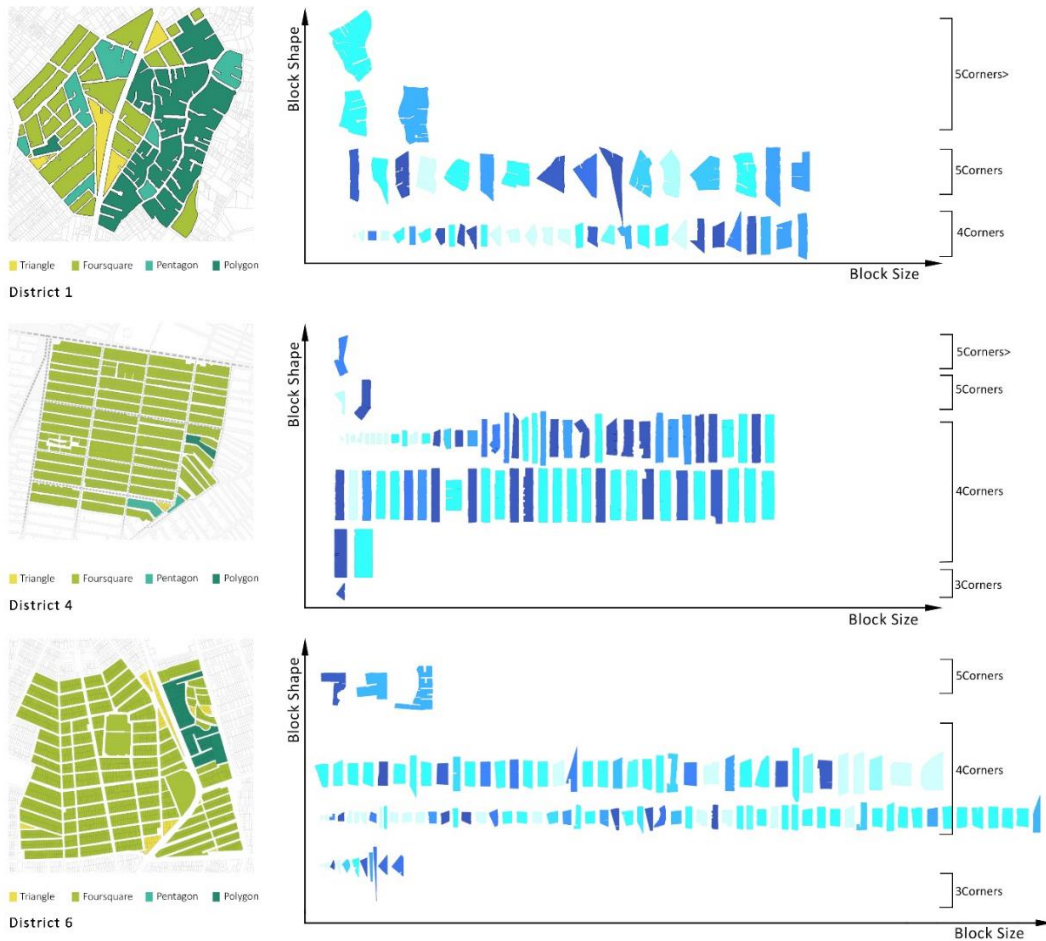 Block Shape
5Corners>
5Corners
4Corners
Block Size
Triangle Foursquare Pentagon Polygon
District 1
Block Shape
5Corners>
5Corners
4Corners
3Corners
Block Size
Triangle Foursquare Pentagon Polygon
District 4
Block Shape
5Corners
4Corners
3Corners
Block Size
Triangle Foursquare Pentagon Polygon
District 6